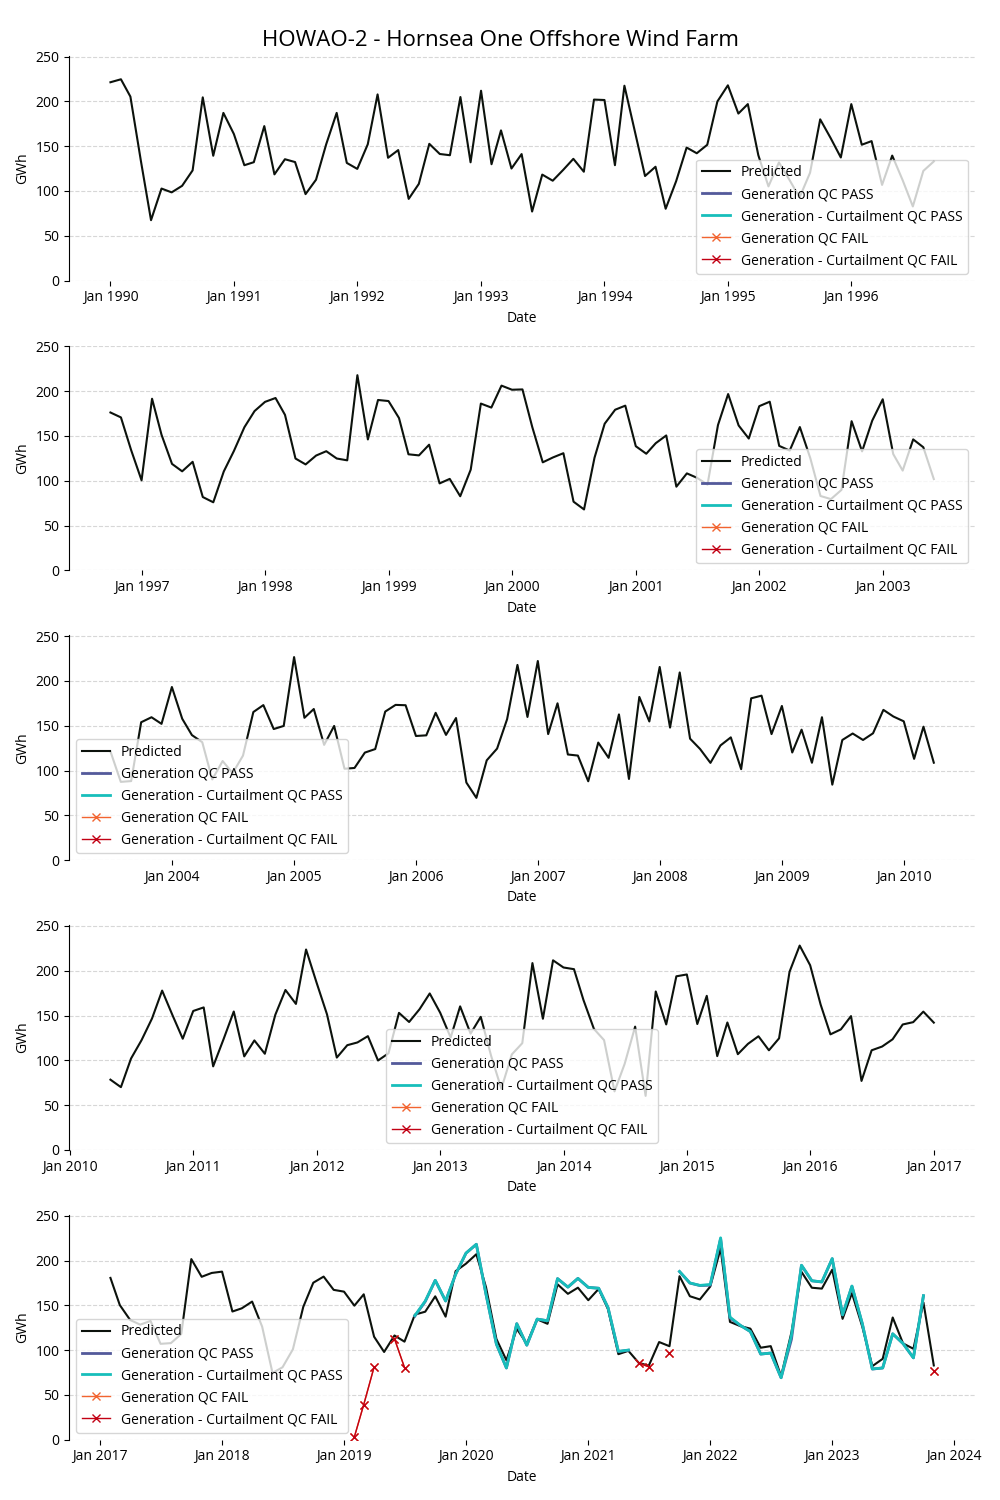 HOWAO-2 - Hornsea One Offshore Wind Farm
250
200
150
100
50
0
GWh
Predicted
Generation QC PASS
Generation - Curtailment QC PASS
Generation QC FAIL
Generation - Curtailment QC FAIL
Jan 1990 Jan 1991 Jan 1992 Jan 1993 Jan 1994 Jan 1995 Jan 1996
Date
250
200
150
100
50
0
GWh
Predicted
Generation QC PASS
Generation - Curtailment QC PASS
Generation QC FAIL
Generation - Curtailment QC FAIL
Jan 1997 Jan 1998 Jan 1999 Jan 2000 Jan 2001 Jan 2002 Jan 2003
Date
250
200
150
100
50
0
GWh
Predicted
Generation QC PASS
Generation - Curtailment QC PASS
Generation QC FAIL
Generation - Curtailment QC FAIL
Jan 2004 Jan 2005 Jan 2006 Jan 2007 Jan 2008 Jan 2009 Jan 2010
Date
250
200
150
100
50
0
GWh
Predicted
Generation QC PASS
Generation - Curtailment QC PASS
Generation QC FAIL
Generation - Curtailment QC FAIL
Jan 2010 Jan 2011 Jan 2012 Jan 2013 Jan 2014 Jan 2015 Jan 2016 Jan 2017
Date
250
200
150
100
50
0
GWh
Predicted
Generation QC PASS
Generation - Curtailment QC PASS
Generation QC FAIL
Generation - Curtailment QC FAIL
Jan 2017 Jan 2018 Jan 2019 Jan 2020 Jan 2021 Jan 2022 Jan 2023 Jan 2024
Date